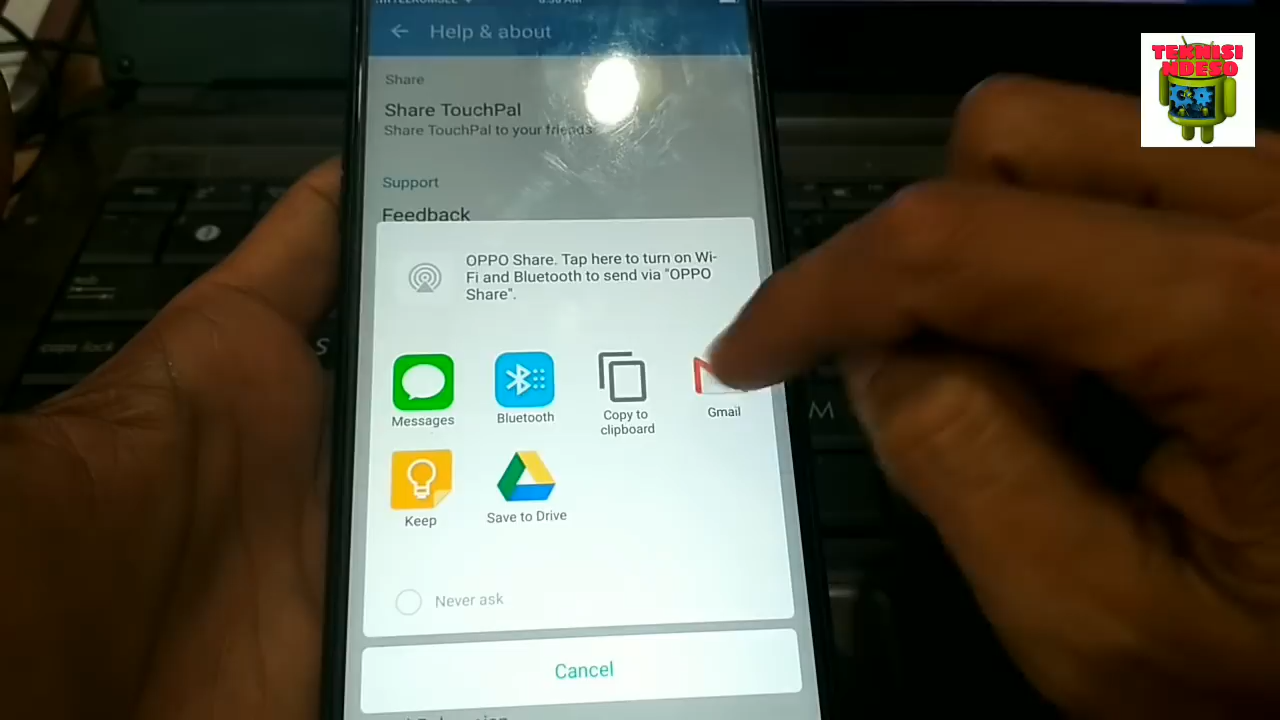 TEKNISI
NDESO
Help & about
Share
Share TouchPal
Share TouchPal to your friends
Support
Feedback
OPPO Share. Tap here to turn on Wi-
Fi and Bluetooth to send via "OPPO
Share".
Messages
Bluetooth
Copy to
clipboard
Gmail
Keep
Save to Drive
Never ask
Cancel
caps lock
S
M